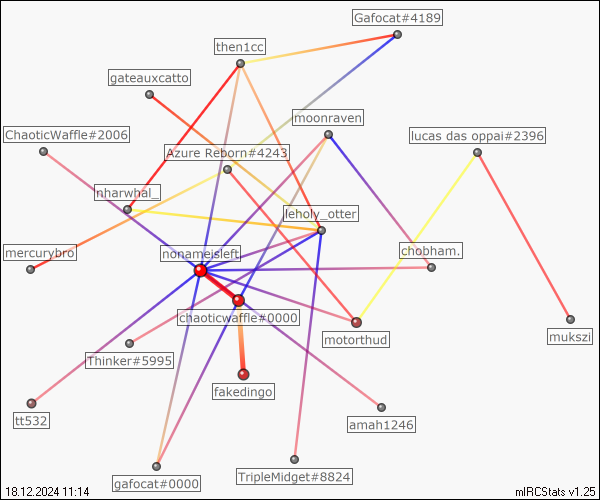 Gafocat#4189
then1cc
gateauxcatto
moonraven
ChaoticWaffle#2006
lucas das oppai#2396
Azure Reborn#4243
nharwhal_
leholy_otter
mercurybro
nonameisleft
chobham.
chaoticwaffle#0000
motorthud
mukszi
Thinker#5995
fakedingo
tt532
amah1246
gafocat#0000
TripleMidget#8824
18.12.2024 11:14
mIRCStats v1.25